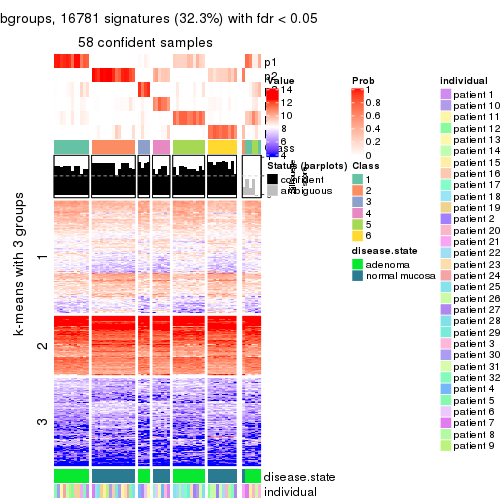 bgroups, 16781 signatures (32.3%) with fdr < 0.05
58 confident samples
p1
p2
Value
14
12
10
8
6
4
Prob
1
0.8
0.6
0.4
0.2
0
Status (barplots)
confident
ambiguous
Class
1
2
3
4
5
6
disease.state
adenoma
normal mucosa
individual
patient 1
patient 10
patient 11
patient 12
patient 13
patient 14
patient 15
patient 16
patient 17
patient 18
patient 19
patient 2
patient 20
patient 21
patient 22
patient 23
patient 24
patient 25
patient 26
patient 27
patient 28
patient 29
patient 3
patient 30
patient 31
patient 32
patient 4
patient 5
patient 6
patient 7
patient 8
patient 9
k-means with 3 groups
1
2
3
disease.state
individual